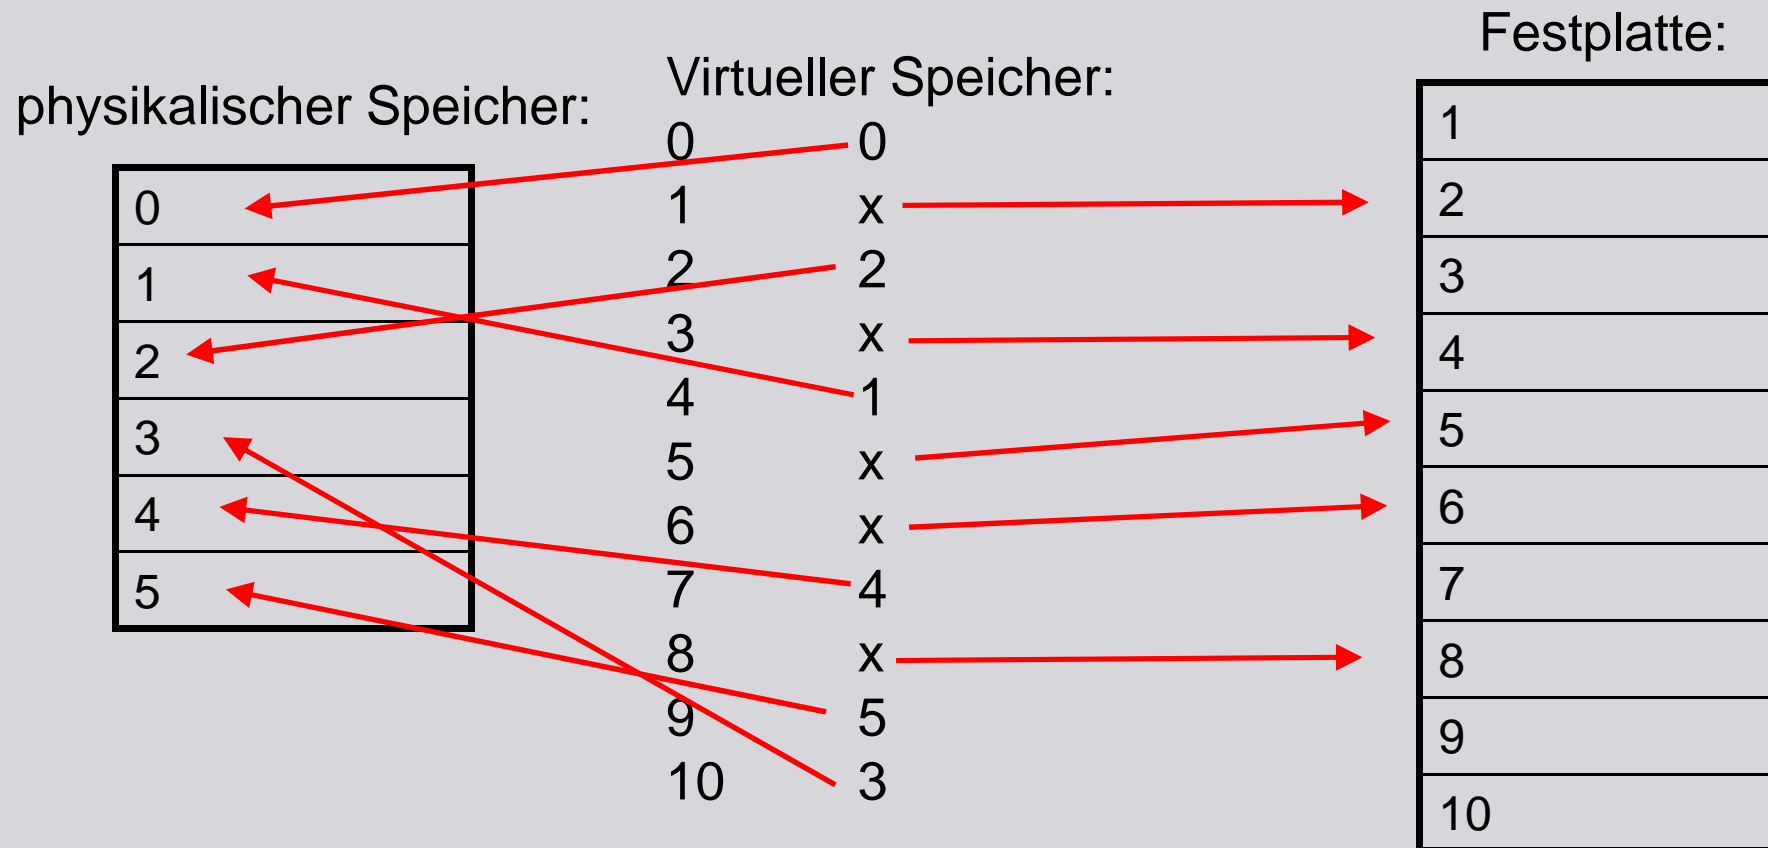 physikalischer Speicher:
0
1
2
3
4
5
Virtueller Speicher:
0 0
1 x
2 2
3 x
4 1
5 x
6 x
7 4
8 x
9 5
10 3
Festplatte:
1
2
3
4
5
6
7
8
9
10